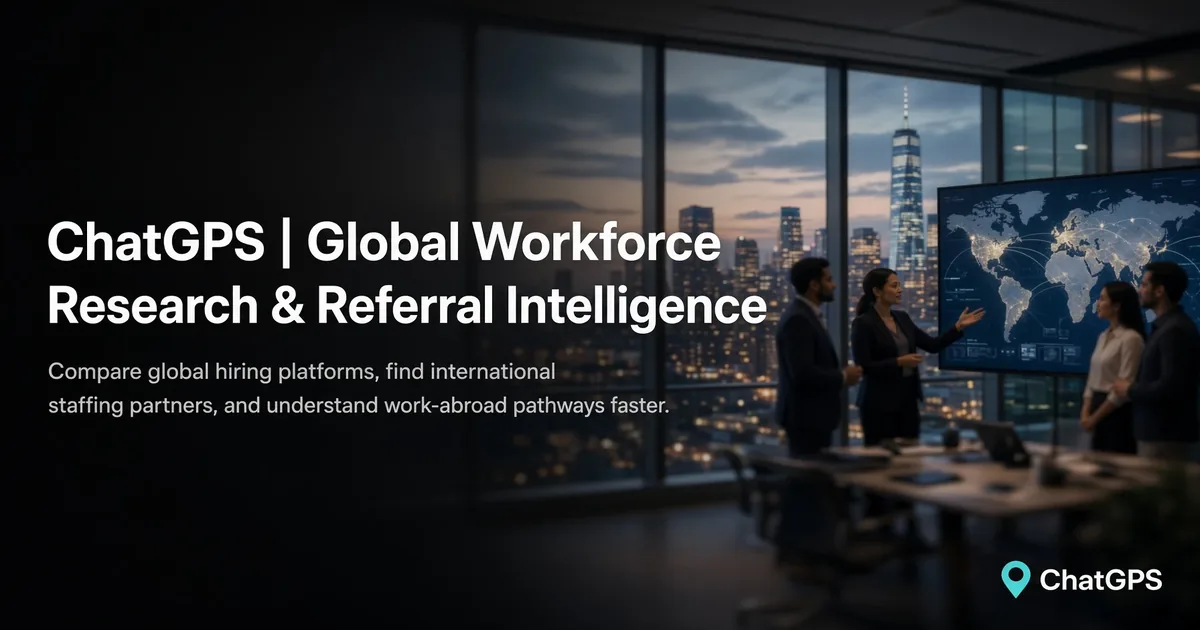 ChatGPS | Global Workforce
Research & Referral Intelligence
Compare global hiring platforms, find international
staffing partners, and understand work-abroad pathways faster.
ChatGPS